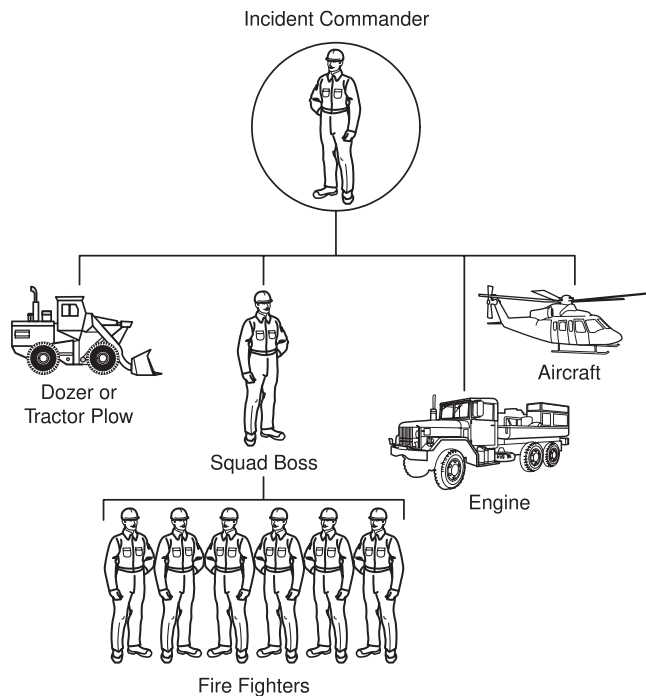 Incident Commander
Dozer or
Tractor Plow
Squad Boss
Aircraft
Engine
Fire Fighters